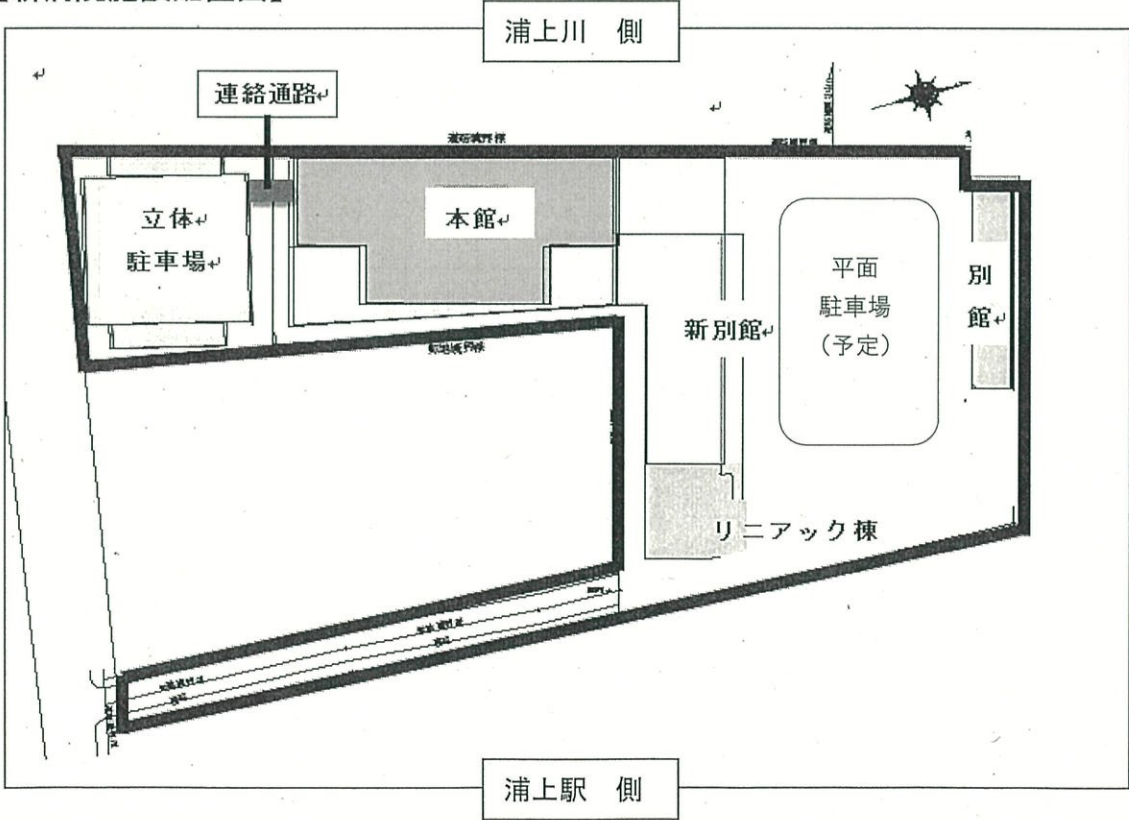 浦上川 側
連絡通路↵
立体↵
駐車場↵
本館↵
新別館↵
平面
駐車場
(予定)
別
館↵
リニアック棟
浦上駅 側